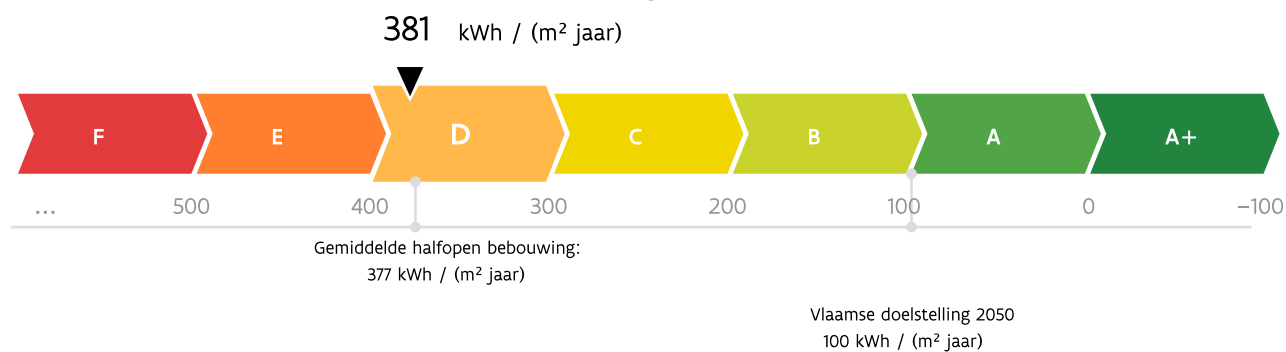 381 kWh / (m² jaar)
F E D C B A A+
... 500 400 300 200 100 0 −100
Gemiddelde halfopen bebouwing:
377 kWh / (m² jaar)
Vlaamse doelstelling 2050
100 kWh / (m² jaar)